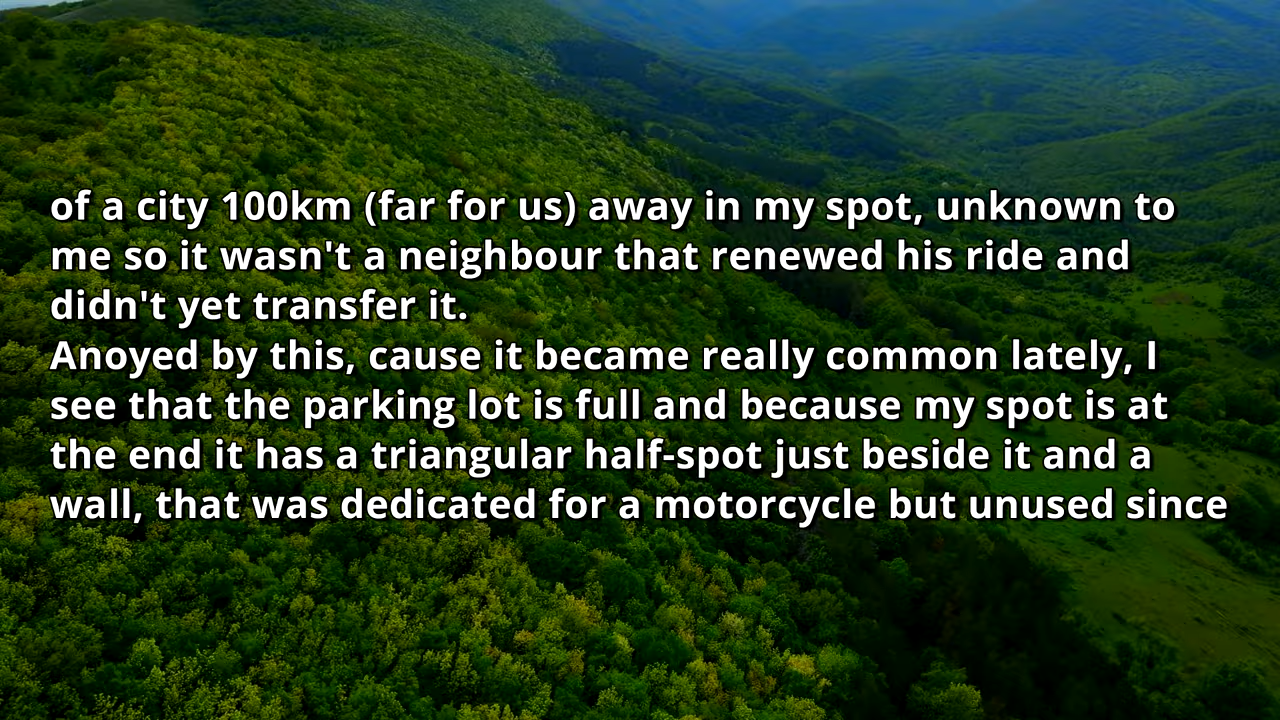 of a city 100km (far for us) away in my spot, unknown to
me so it wasn't a neighbour that renewed his ride and
didn't yet transfer it.
Anoyed by this, cause it became really common lately, I
see that the parking lot is full and because my spot is at
the end it has a triangular half-spot just beside it and a
wall, that was dedicated for a motorcycle but unused since